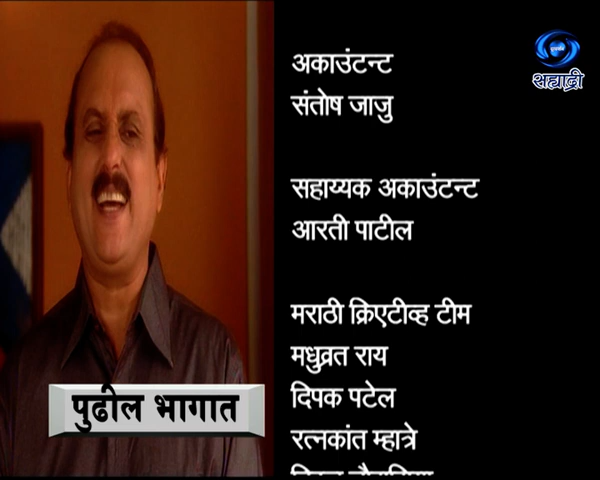 सह्याद्री
अकाउंटन्ट
संतोष जाजु
सहाय्यक अकाउंटन्ट
आरती पाटील
मराठी क्रिएटीव्ह टीम
मधुव्रत राय
दिपक पटेल
रत्नकांत म्हात्रे
पुढील भागात